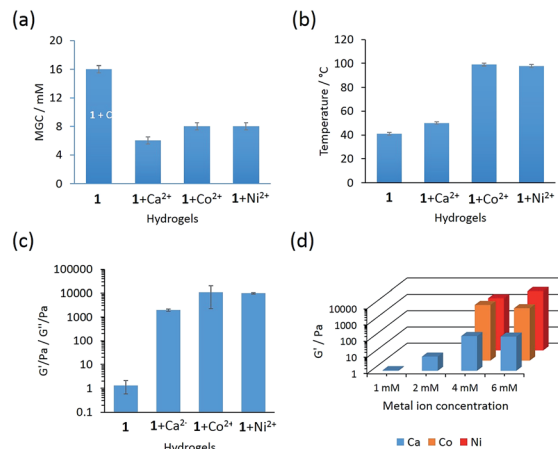 (a)
MGC / mM
20
16
12
8
4
0
1 + C
1 1+Ca²⁺ 1+Co²⁺ 1+Ni²⁺
Hydrogels
(b)
Temperature / °C
120
100
80
60
40
20
0
1 1+Ca²⁺ 1+Co²⁺ 1+Ni²⁺
Hydrogels
(c)
G'/Pa / G''/Pa
100000
10000
1000
100
10
1
0.1
1 1+Ca²⁺ 1+Co²⁺ 1+Ni²⁺
Hydrogels
(d)
G' / Pa
10000
1000
100
10
1
1 mM 2 mM 4 mM 6 mM
Metal ion concentration
Ca Co Ni